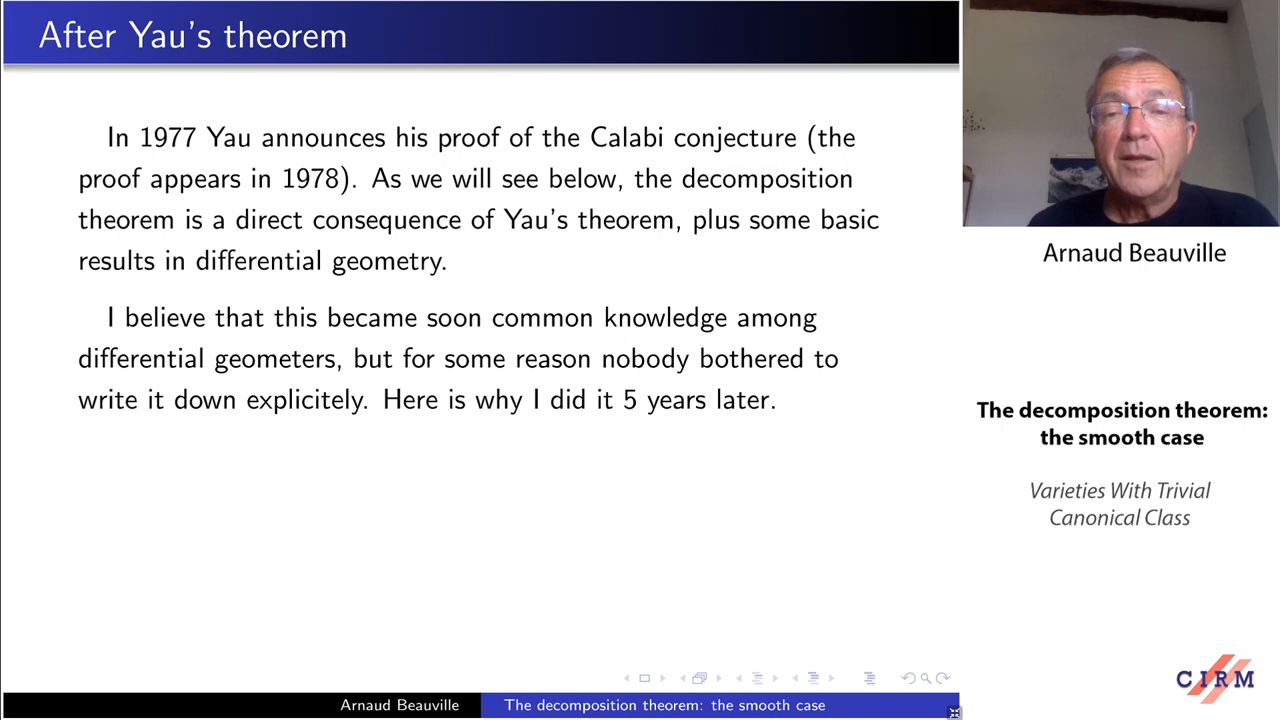 After Yau's theorem
In 1977 Yau announces his proof of the Calabi conjecture (the
proof appears in 1978). As we will see below, the decomposition
theorem is a direct consequence of Yau's theorem, plus some basic
results in differential geometry.
I believe that this became soon common knowledge among
differential geometers, but for some reason nobody bothered to
write it down explicitely. Here is why I did it 5 years later.
Arnaud Beauville
The decomposition theorem: the smooth case
Arnaud Beauville
The decomposition theorem:
the smooth case
Varieties With Trivial
Canonical Class
CIRM